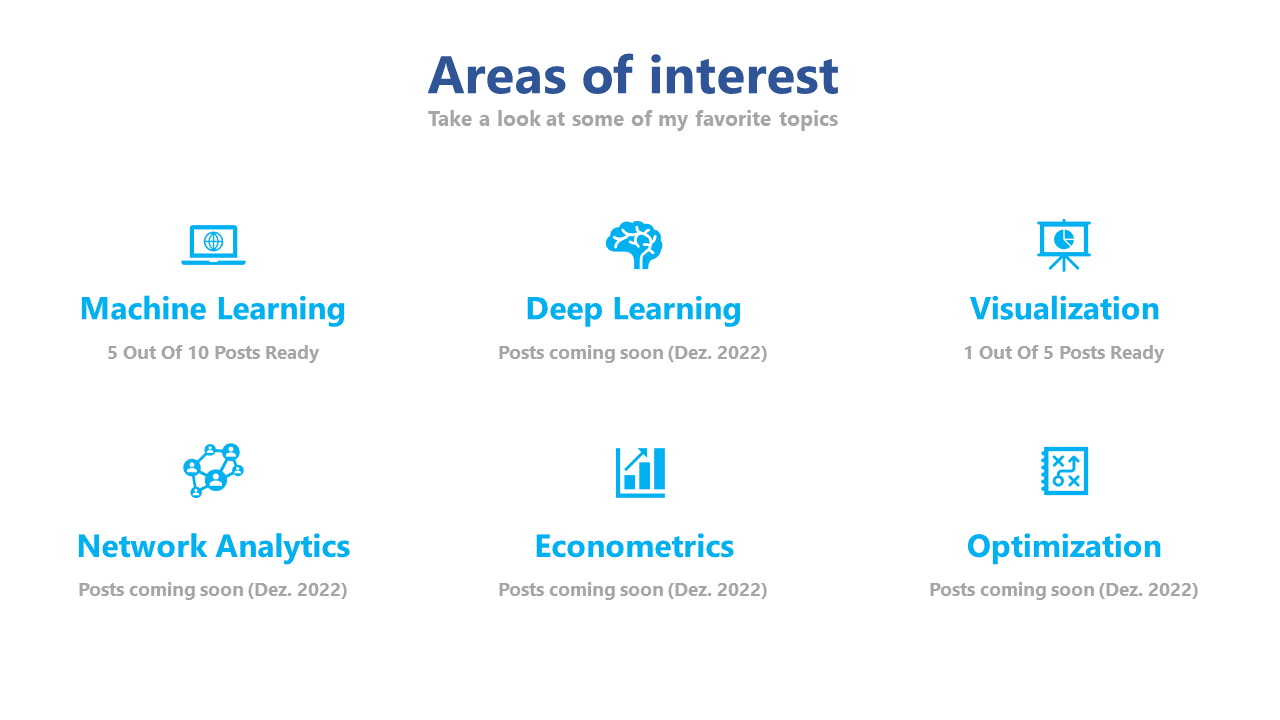 Areas of interest
Take a look at some of my favorite topics
Machine Learning
5 Out Of 10 Posts Ready
Deep Learning
Posts coming soon (Dez. 2022)
Visualization
1 Out Of 5 Posts Ready
Network Analytics
Posts coming soon (Dez. 2022)
Econometrics
Posts coming soon (Dez. 2022)
Optimization
Posts coming soon (Dez. 2022)